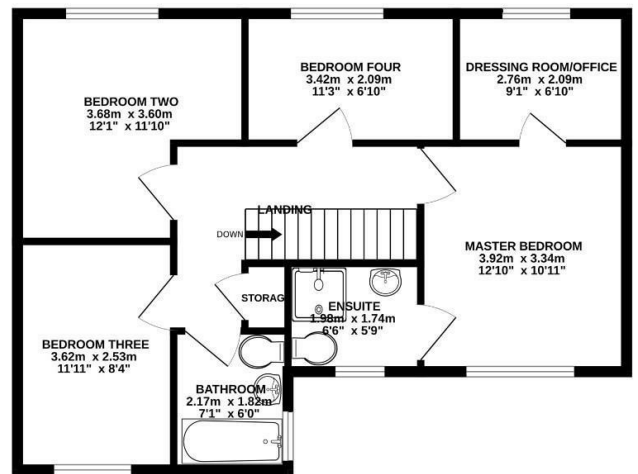 BEDROOM TWO
3.68m x 3.60m
12'1" x 11'10"
BEDROOM FOUR
3.42m x 2.09m
11'3" x 6'10"
DRESSING ROOM/OFFICE
2.76m x 2.09m
9'1" x 6'10"
LANDING
DOWN
MASTER BEDROOM
3.92m x 3.34m
12'10" x 10'11"
STORAG
ENSUITE
1.98m x 1.74m
6'6" x 5'9"
BEDROOM THREE
3.62m x 2.53m
11'11" x 8'4"
BATHROOM
2.17m x 1.82m
7'1" x 6'0"